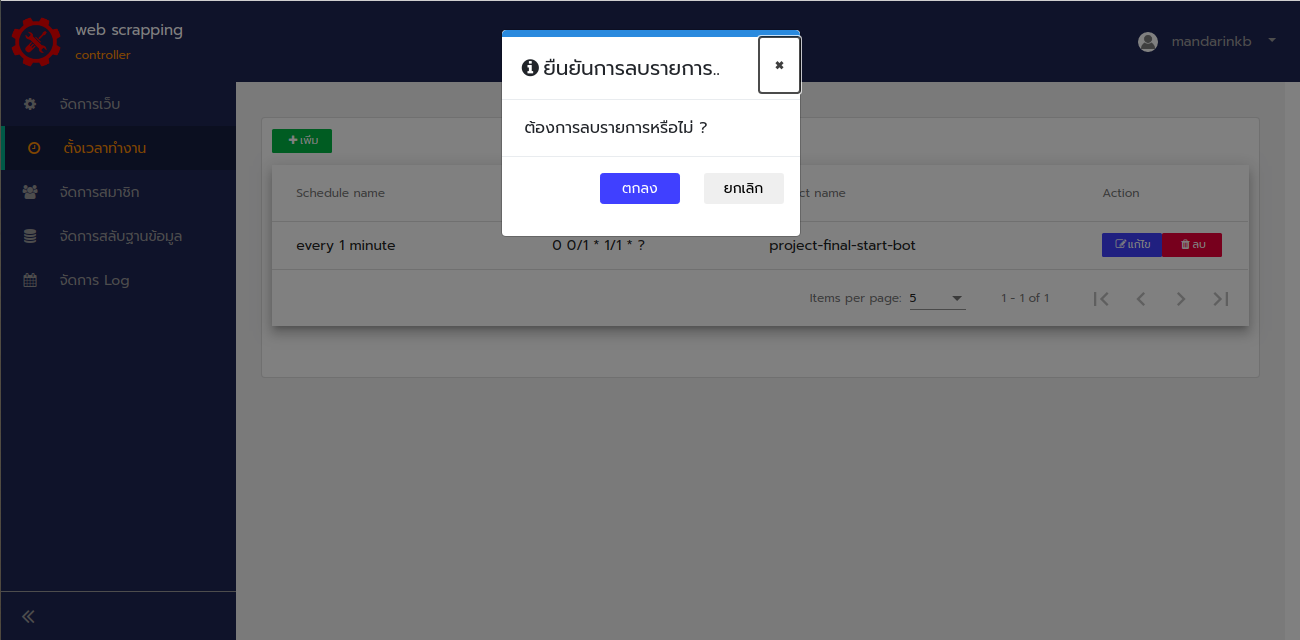 web scrapping
controller
mandarinkb
ยืนยันการลบรายการ..
ต้องการลบรายการหรือไม่ ?
ตกลง
ยกเลิก
จัดการเว็บ
ตั้งเวลาทำงาน
จัดการสมาชิก
จัดการสลับฐานข้อมูล
จัดการ Log
เพิ่ม
Schedule name
ct name
Action
every 1 minute
0 0/1 * 1/1 * ?
project-final-start-bot
แก้ไข
ลบ
Items per page: 5
1 - 1 of 1